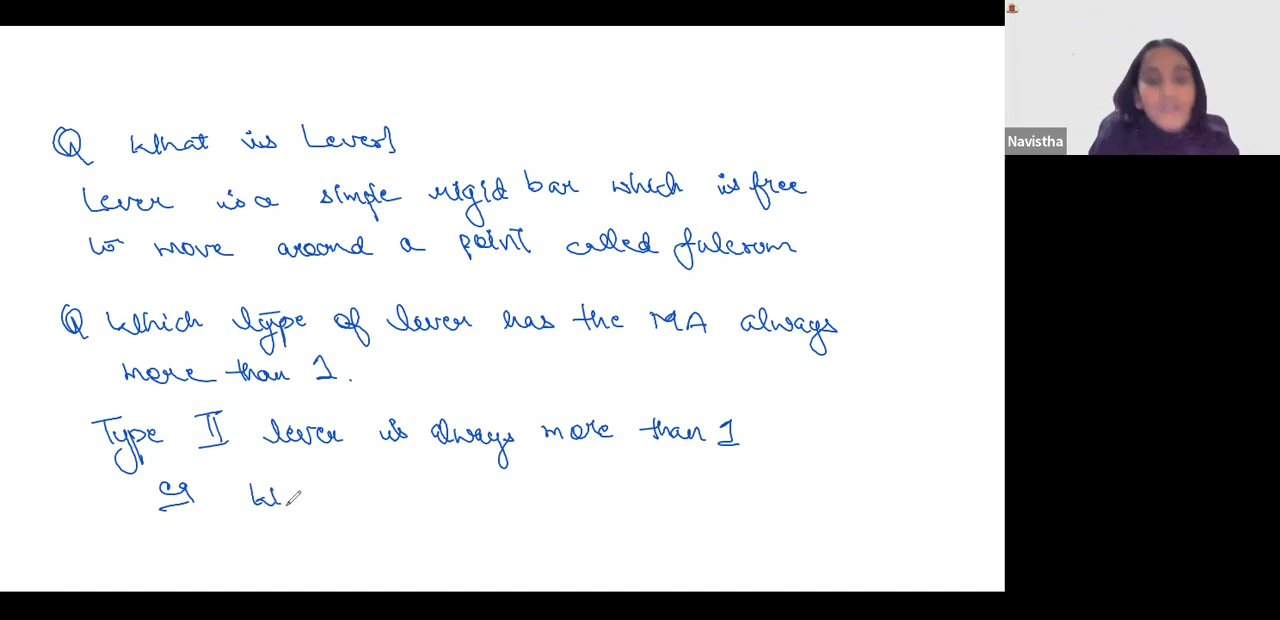 Q What is Lever?
Lever is a simple rigid bar which is free
to move around a point called fulcrum
Q Which type of lever has the MA always
more than 1.
Type II lever is always more than 1
eg
Navistha